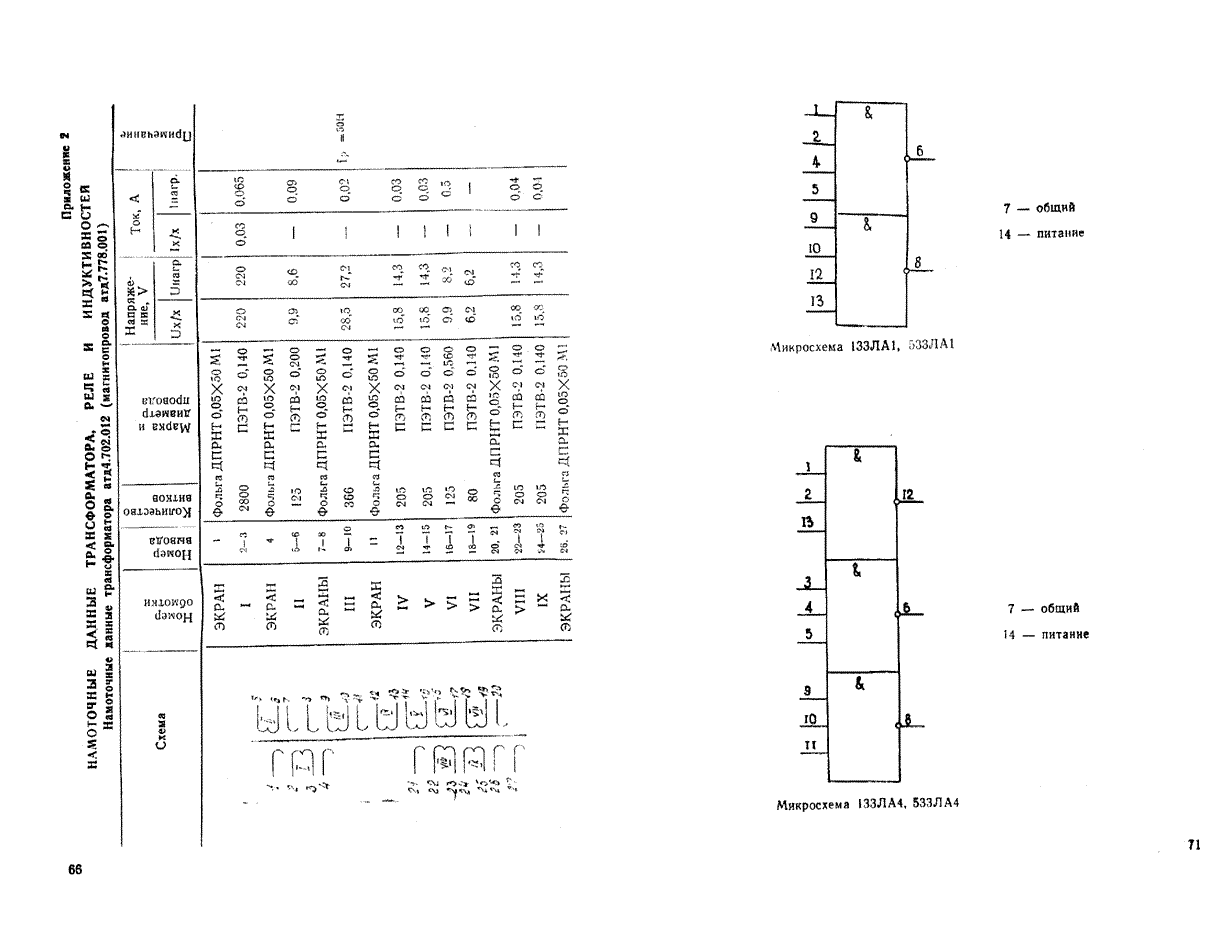 Приложение 2
НАМОТОЧНЫЕ ДАННЫЕ ТРАНСФОРМАТОРА, РЕЛЕ И ИНДУКТИВНОСТЕЙ
Намоточные данные трансформатора атд4.702.012 (магнитопровод атд7.778.001)
Схема | Номер обмотки | Номер вывода | Количество витков | Марка и диаметр провода | Напряжение, V | Ток, А | Примечание
Uх/х | Uнагр | Iх/х | Iнагр.
ЭКРАН 1 Фольга ДПРНТ 0,05×50 М1
I 2—3 2800 ПЭТВ-2 0,140 220 220 0,03 0,065
ЭКРАН 4 Фольга ДПРНТ 0,05×50 М1
II 5—6 125 ПЭТВ-2 0,200 9,9 8,6 — 0,09
ЭКРАНЫ 7—8 Фольга ДПРНТ 0,05×50 М1
III 9—10 366 ПЭТВ-2 0,140 28,5 27,2 — 0,02
ЭКРАН 11 Фольга ДПРНТ 0,05×50 М1
IV 12—13 205 ПЭТВ-2 0,140 15,8 14,3 — 0,03
V 14—15 205 ПЭТВ-2 0,140 15,8 14,3 — 0,03
VI 16—17 125 ПЭТВ-2 0,560 9,9 8,2 — 0,5
VII 18—19 80 ПЭТВ-2 0,140 6,2 6,2 —
ЭКРАНЫ 20, 21 Фольга ДПРНТ 0,05×50 М1
VIII 22—23 205 ПЭТВ-2 0,140 15,8 14,3 — 0,04
IX 24—25 205 ПЭТВ-2 0,140 15,8 14,3 — 0,04
ЭКРАНЫ 26, 27 Фольга ДПРНТ 0,05×50 М1
66
1
2
4
5
9
10
12
13
&
&
6
8
7 — общий
14 — питание
Микросхема 133ЛА1, 533ЛА1
1
2
13
3
4
5
9
10
11
&
&
&
12
6
8
7 — общий
14 — питание
Микросхема 133ЛА4, 533ЛА4
71